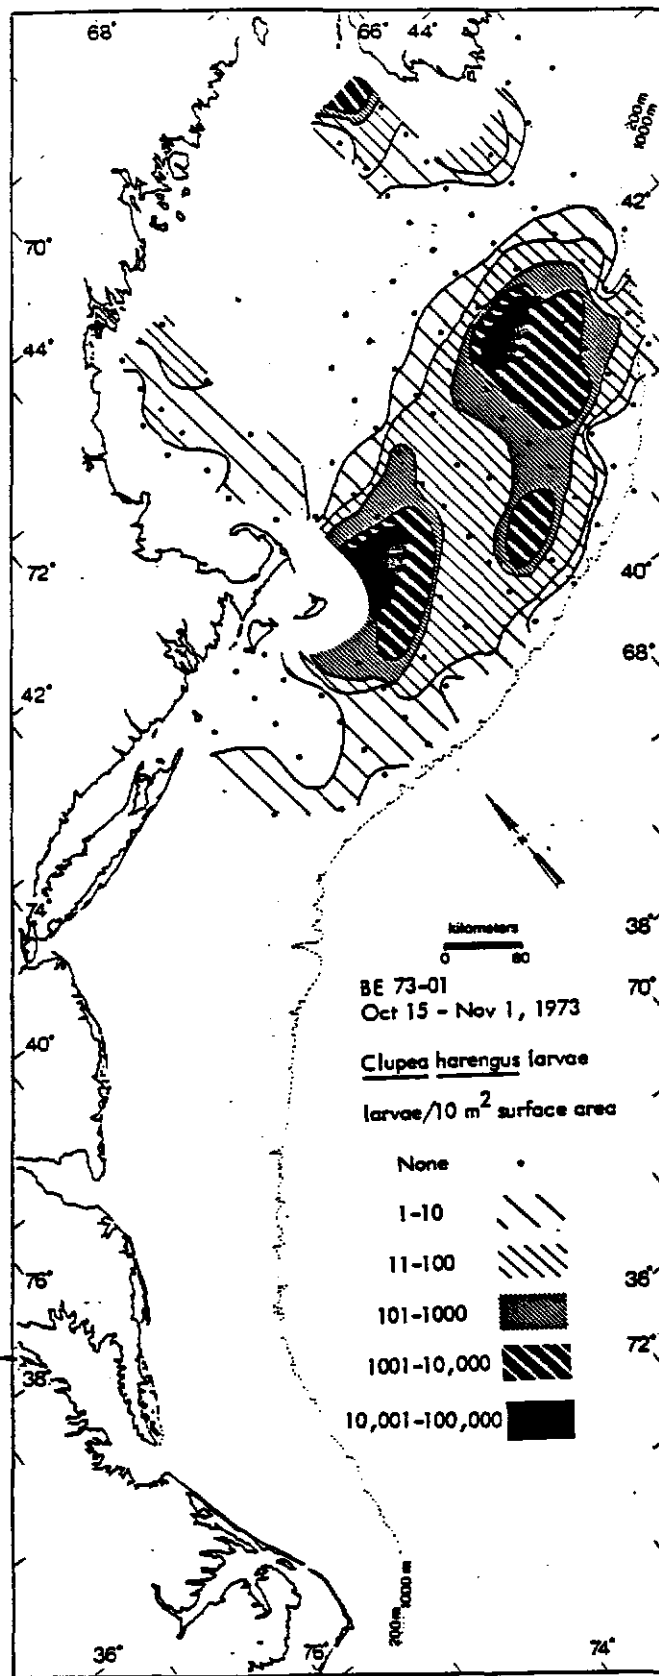 68°
66°
44°
200m
1000m
42°
70°
44°
72°
40°
68°
42°
74°
38°
kilometers
0 80
BE 73-01
70°
Oct 15 - Nov 1, 1973
40°
Clupea harengus larvae
larvae/10 m² surface area
None
1-10
11-100
76°
36°
101-1000
72°
1001-10,000
38
10,001-100,000
200m
1000m
36°
76°
74°